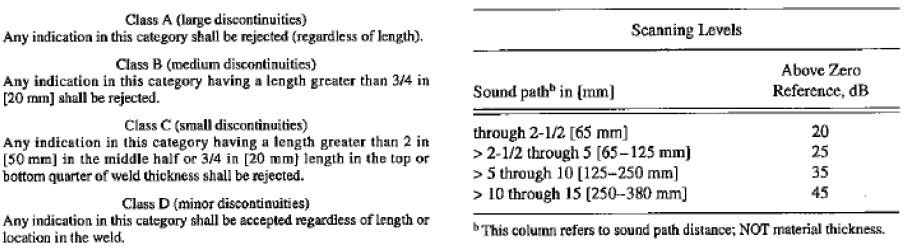 Class A (large discontinuities)
Any indication in this category shall be rejected (regardless of length).
Class B (medium discontinuities)
Any indication in this category having a length greater than 3/4 in
[20 mm] shall be rejected.
Class C (small discontinuities)
Any indication in this category having a length greater than 2 in
[50 mm] in the middle half or 3/4 in [20 mm] length in the top or
bottom quarter of weld thickness shall be rejected.
Class D (minor discontinuities)
Any indication in this category shall be accepted regardless of length or
location in the weld.
Scanning Levels
Above Zero
Sound pathᵇ in [mm] Reference, dB
through 2-1/2 [65 mm] 20
> 2-1/2 through 5 [65–125 mm] 25
> 5 through 10 [125–250 mm] 35
> 10 through 15 [250–380 mm] 45
ᵇ This column refers to sound path distance; NOT material thickness.